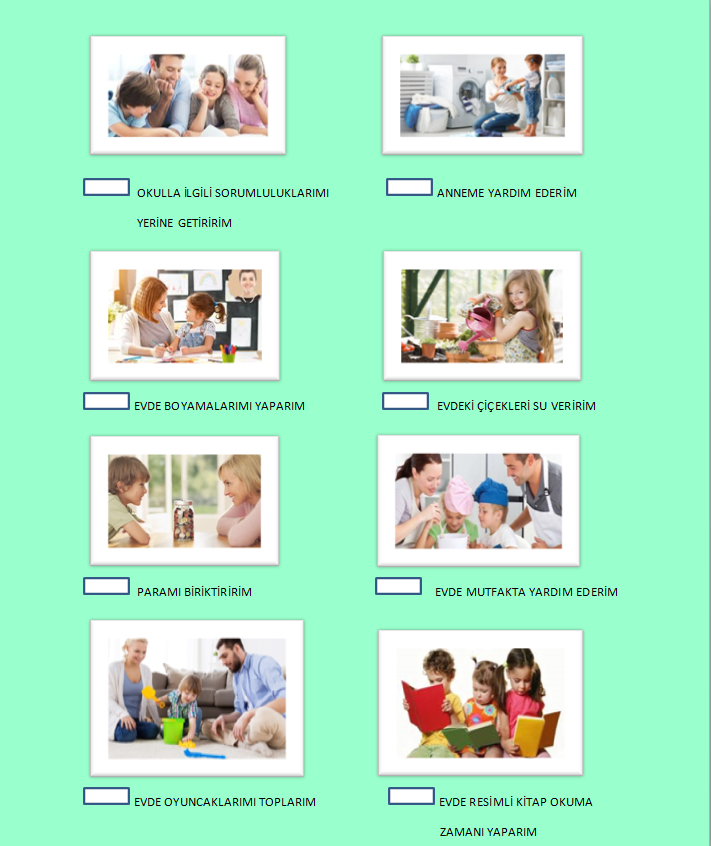 OKULLA İLGİLİ SORUMLULUKLARIMI
YERİNE GETİRİRİM
ANNEME YARDIM EDERİM
EVDE BOYAMALARIMI YAPARIM
EVDEKİ ÇİÇEKLERİ SU VERİRİM
PARAMI BİRİKTİRİRİM
EVDE MUTFAKTA YARDIM EDERİM
EVDE OYUNCAKLARIMI TOPLARIM
EVDE RESİMLİ KİTAP OKUMA
ZAMANI YAPARIM